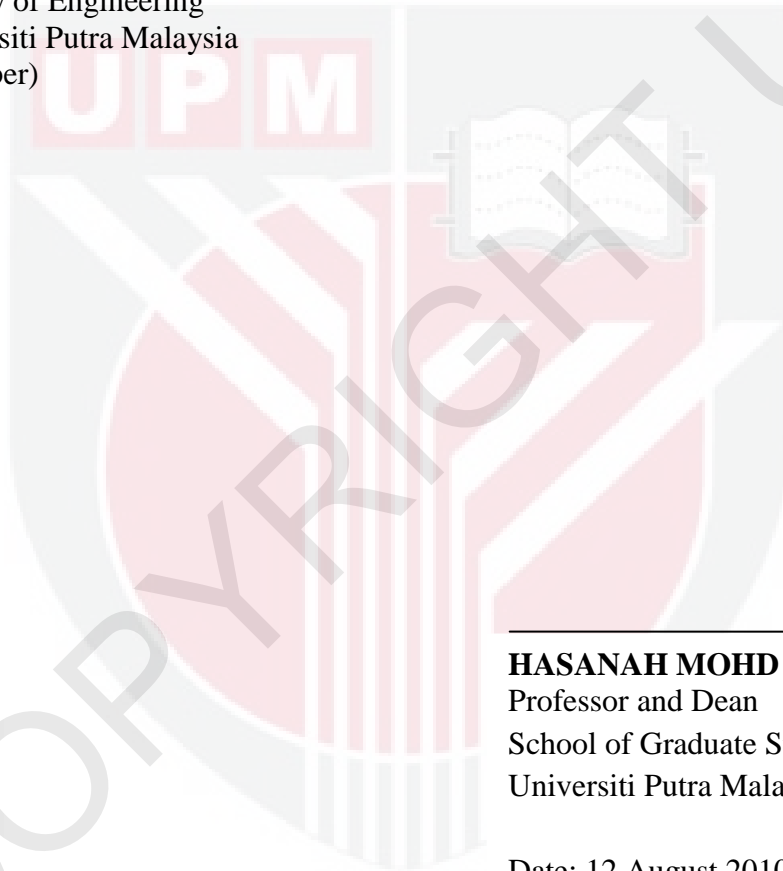 of Engineering
siti Putra Malaysia
ber)
UPM
HASANAH MOHD
Professor and Dean
School of Graduate S
Universiti Putra Mala
Date: 12 August 2010
OPYRIGHT U